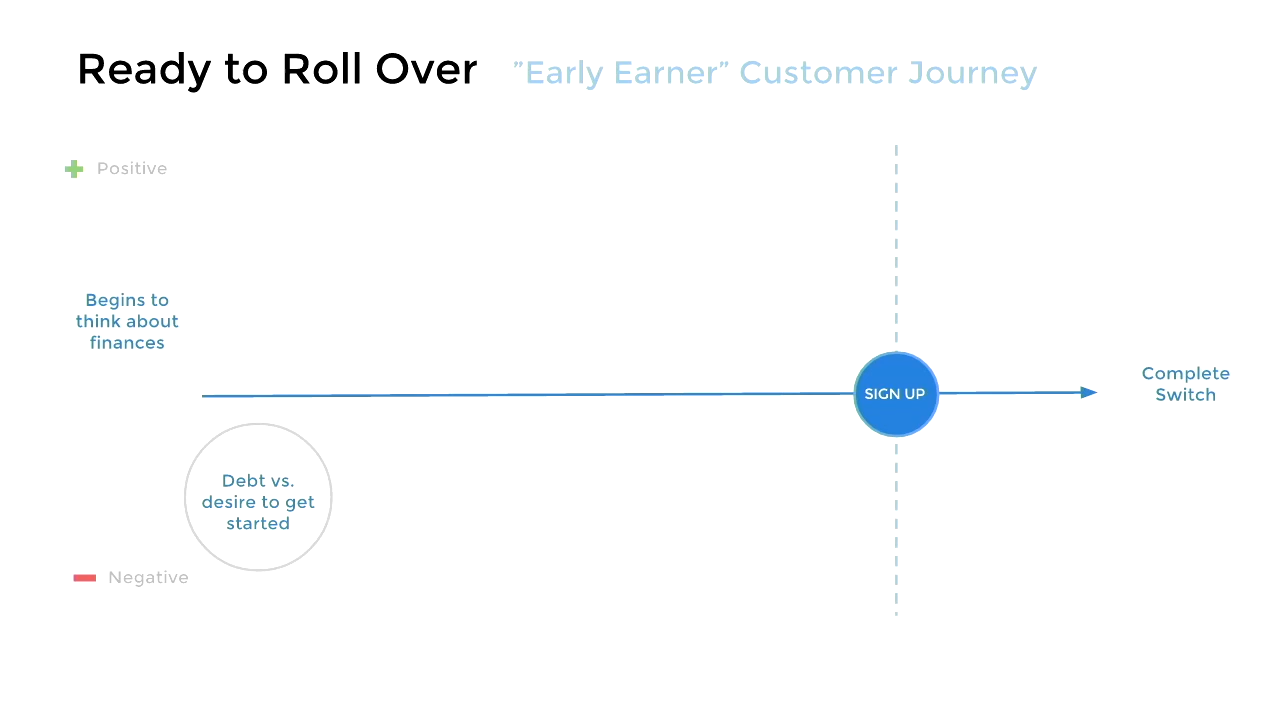 Ready to Roll Over ”Early Earner” Customer Journey
Positive
Begins to
think about
finances
SIGN UP
Complete
Switch
Debt vs.
desire to get
started
Negative